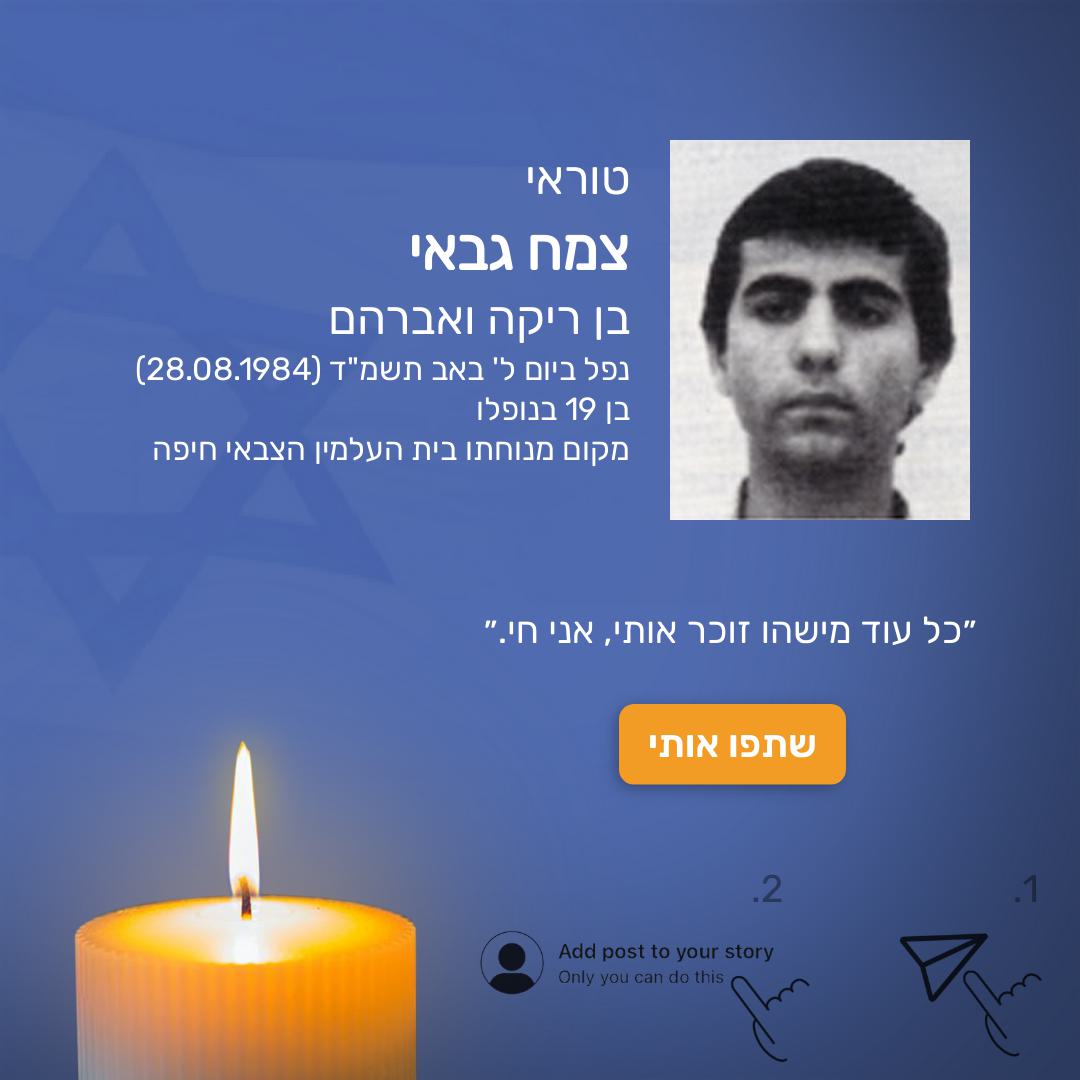 טוראי
צמח גבאי
בן ריקה ואברהם
נפל ביום ל' באב תשמ"ד (28.08.1984)
בן 19 בנופלו
מקום מנוחתו בית העלמין הצבאי חיפה
״כל עוד מישהו זוכר אותי, אני חי.״
שתפו אותי
1.
2.
Add post to your story
Only you can do this